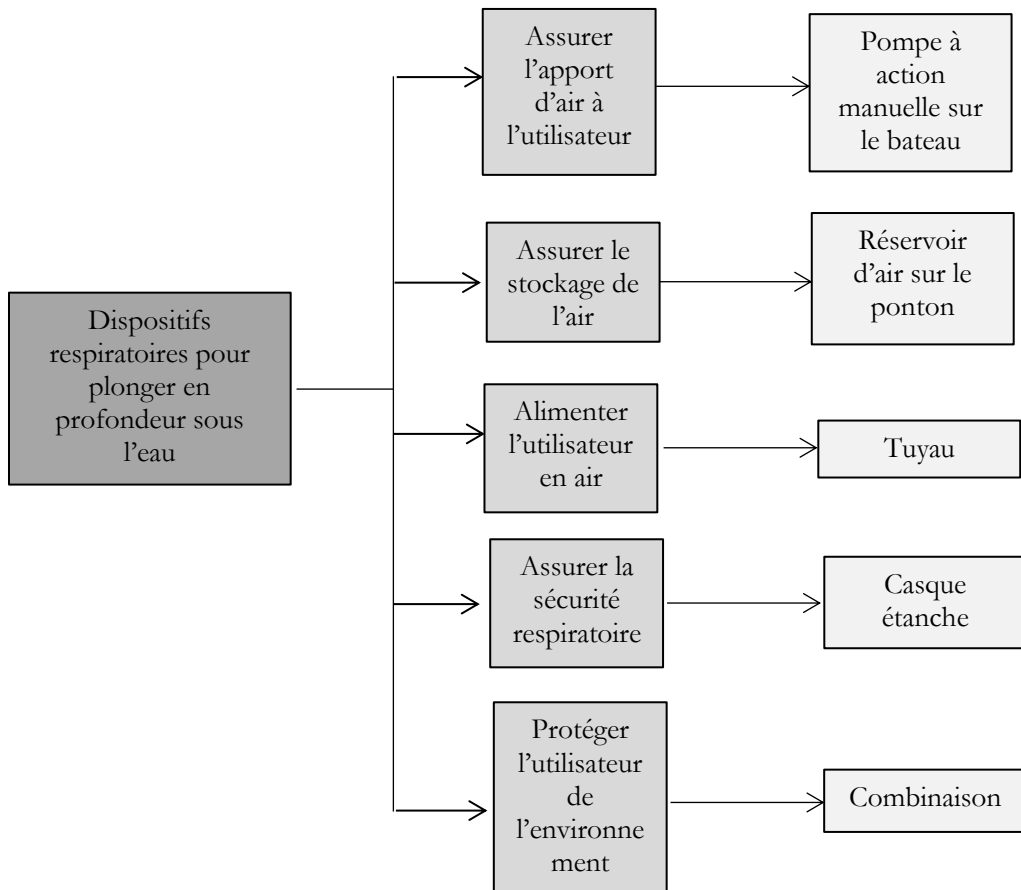 Assurer
l’apport
d’air à
l’utilisateur
Pompe à
action
manuelle sur
le bateau
Assurer le
stockage de
l’air
Réservoir
d’air sur le
ponton
Dispositifs
respiratoires pour
plonger en
profondeur sous
l’eau
Alimenter
l’utilisateur
en air
Tuyau
Assurer la
sécurité
respiratoire
Casque
étanche
Protéger
l’utilisateur
de
l’environne
ment
Combinaison